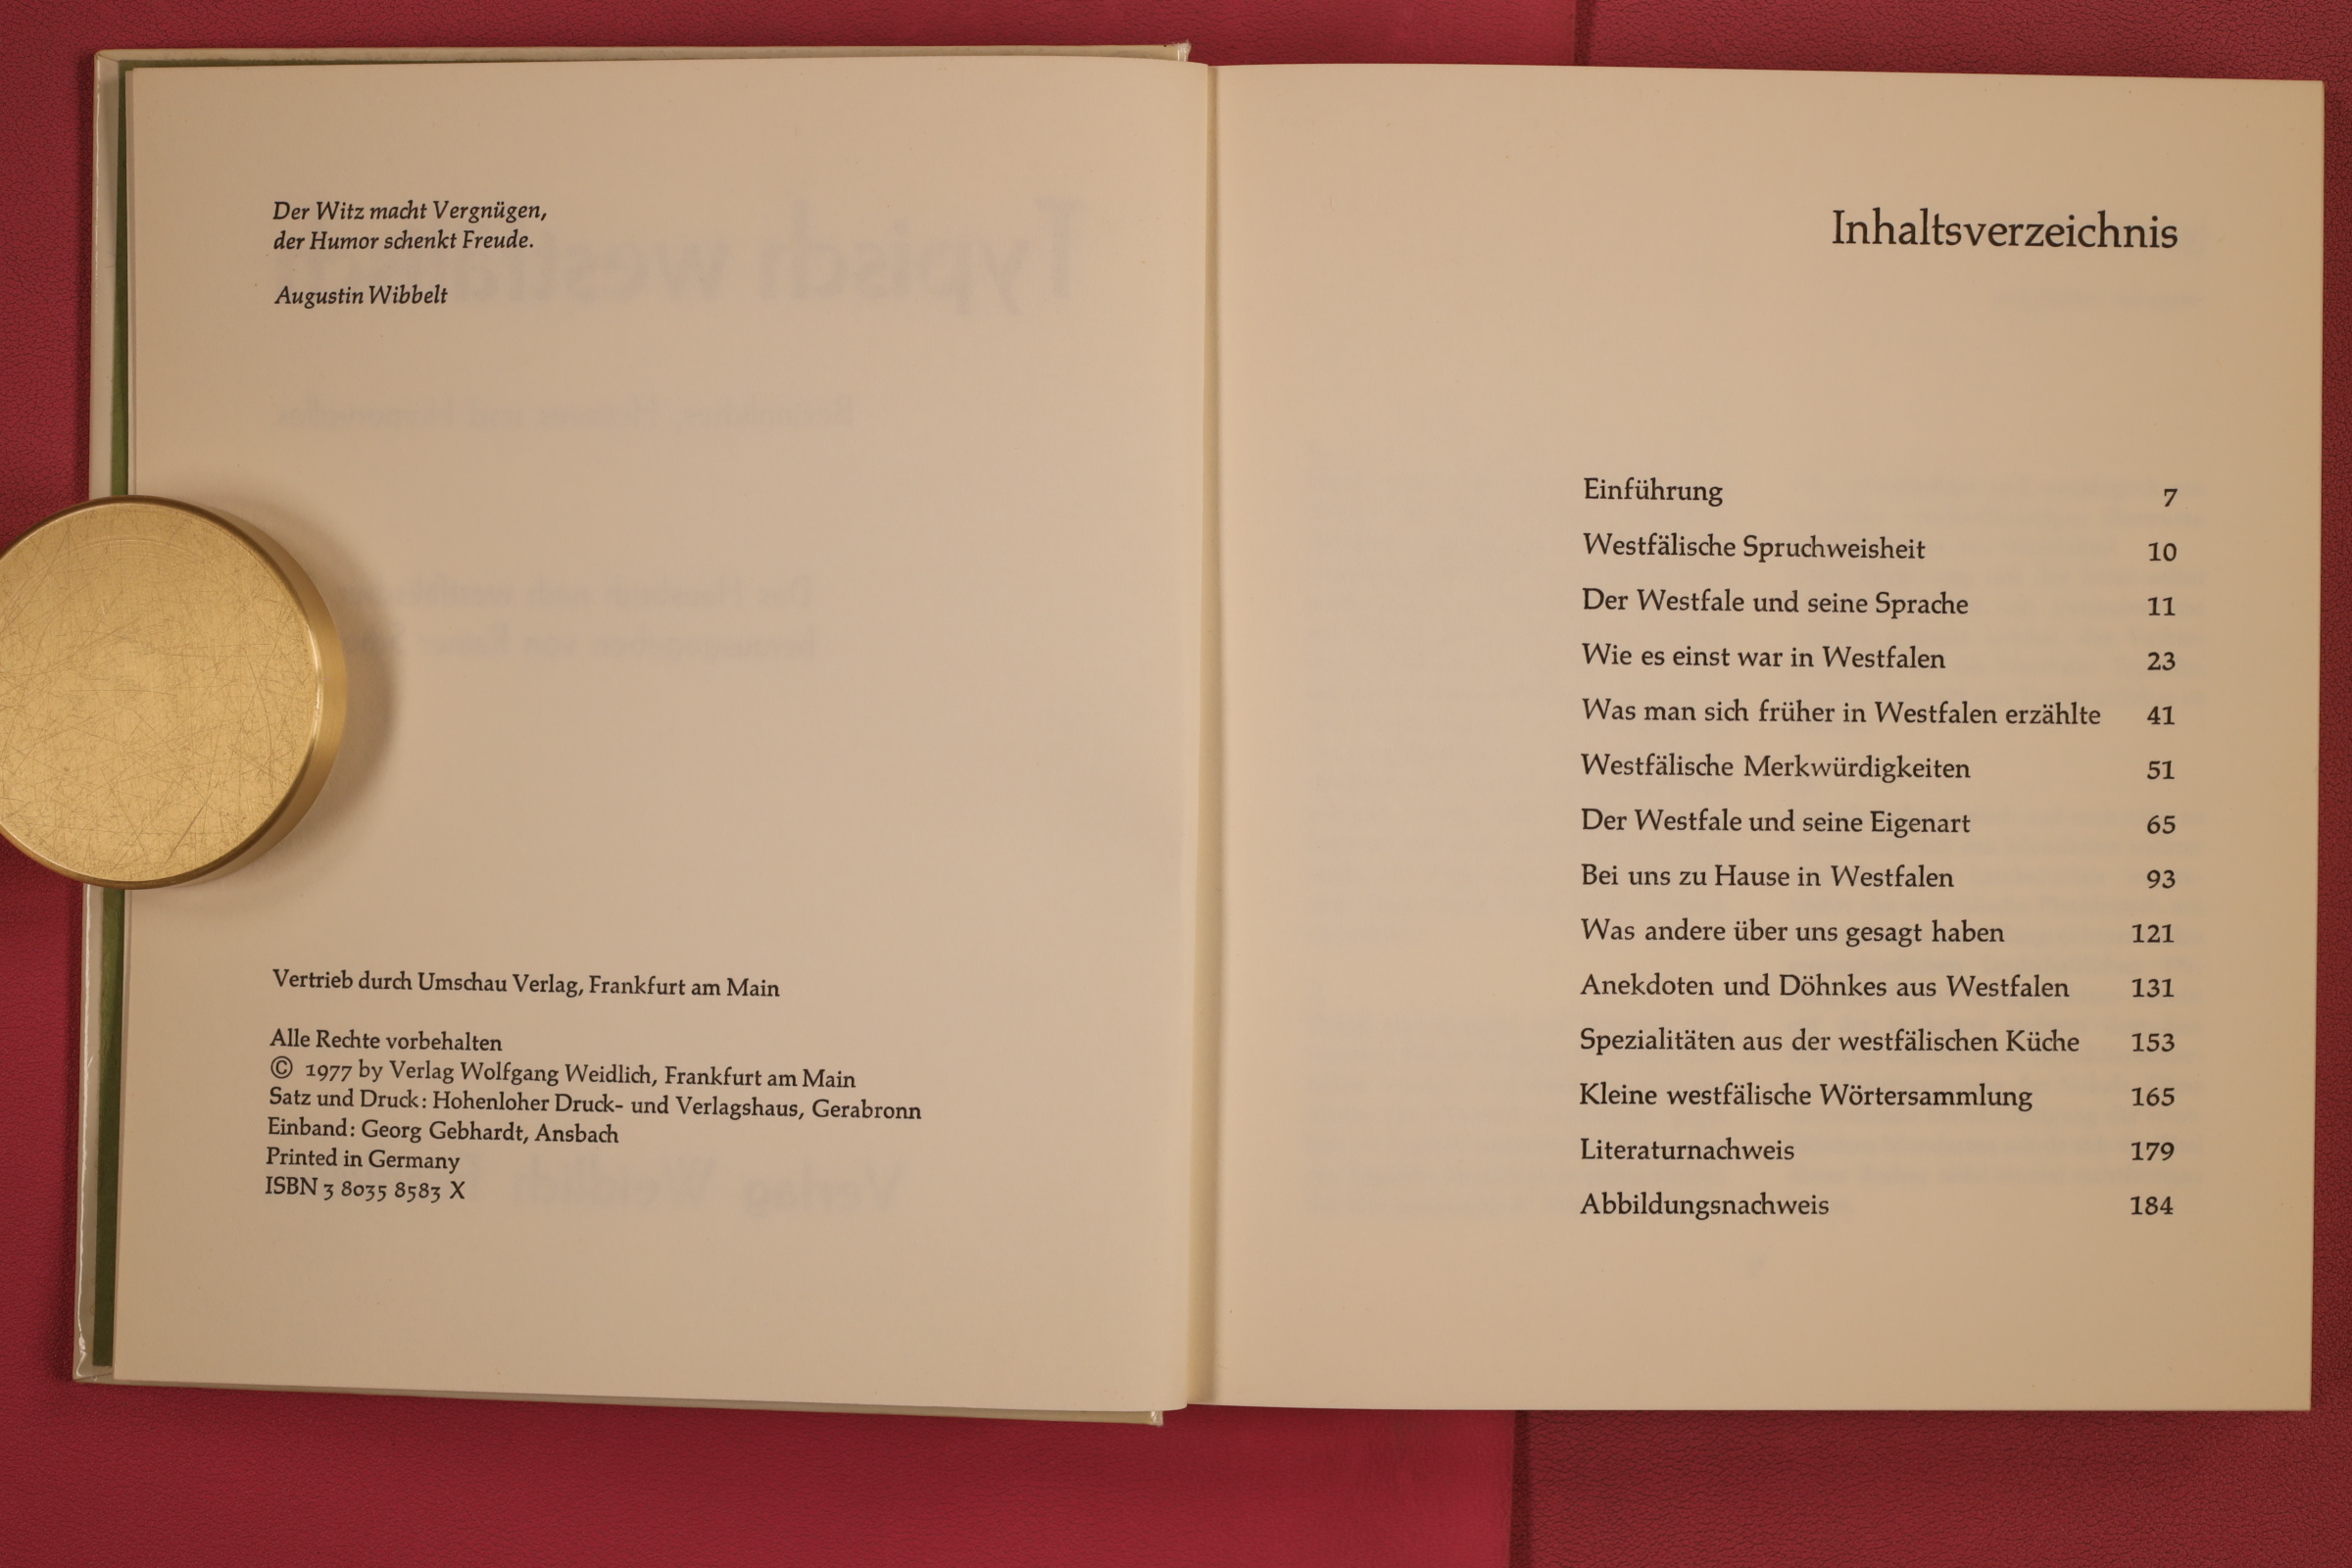 Der Witz macht Vergnügen,
der Humor schenkt Freude.
Augustin Wibbelt
Vertrieb durch Umschau Verlag, Frankfurt am Main
Alle Rechte vorbehalten
© 1977 by Verlag Wolfgang Weidlich, Frankfurt am Main
Satz und Druck: Hohenloher Druck- und Verlagshaus, Gerabronn
Einband: Georg Gebhardt, Ansbach
Printed in Germany
ISBN 3 8035 8583 X
Inhaltsverzeichnis
Einführung 7
Westfälische Spruchweisheit 10
Der Westfale und seine Sprache 11
Wie es einst war in Westfalen 23
Was man sich früher in Westfalen erzählte 41
Westfälische Merkwürdigkeiten 51
Der Westfale und seine Eigenart 65
Bei uns zu Hause in Westfalen 93
Was andere über uns gesagt haben 121
Anekdoten und Döhnkes aus Westfalen 131
Spezialitäten aus der westfälischen Küche 153
Kleine westfälische Wörtersammlung 165
Literaturnachweis 179
Abbildungsnachweis 184